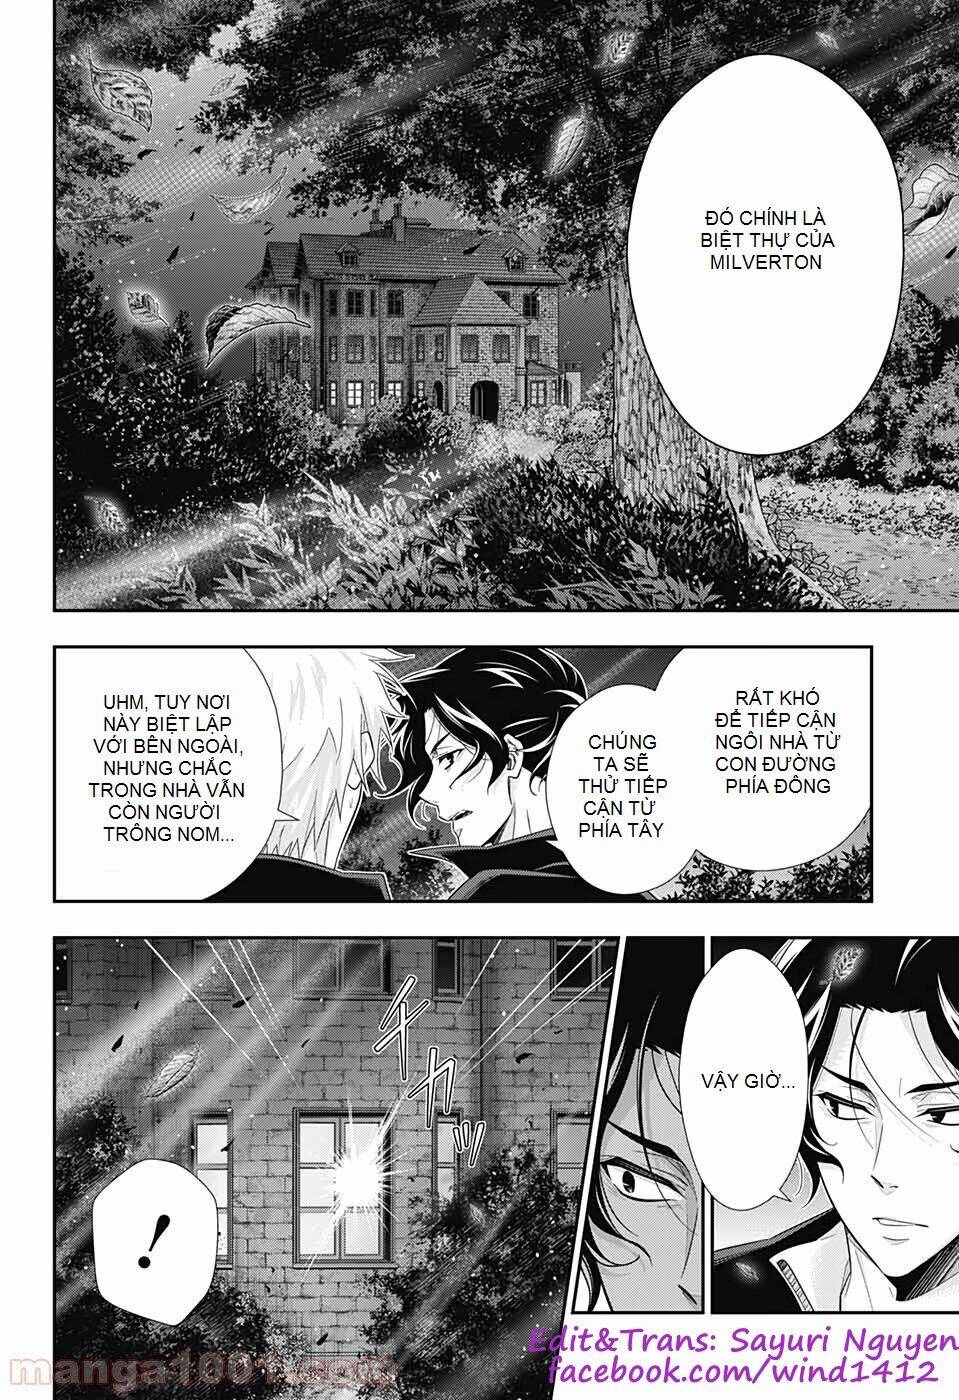 ĐÓ CHÍNH LÀ
BIỆT THỰ CỦA
MILVERTON
RẤT KHÓ
ĐỂ TIẾP CẬN
NGÔI NHÀ TỪ
CON ĐƯỜNG
PHÍA ĐÔNG
CHÚNG
TA SẼ
THỬ TIẾP
CẬN TỪ
PHÍA TÂY
UHM, TUY NƠI
NÀY BIỆT LẬP
VỚI BÊN NGOÀI,
NHƯNG CHẮC
TRONG NHÀ VẪN
CÒN NGƯỜI
TRÔNG NOM...
VẬY GIỜ...
ガガッ
!
Edit&Trans: Sayuri Nguyen
facebook.com/wind1412
manga1001.com